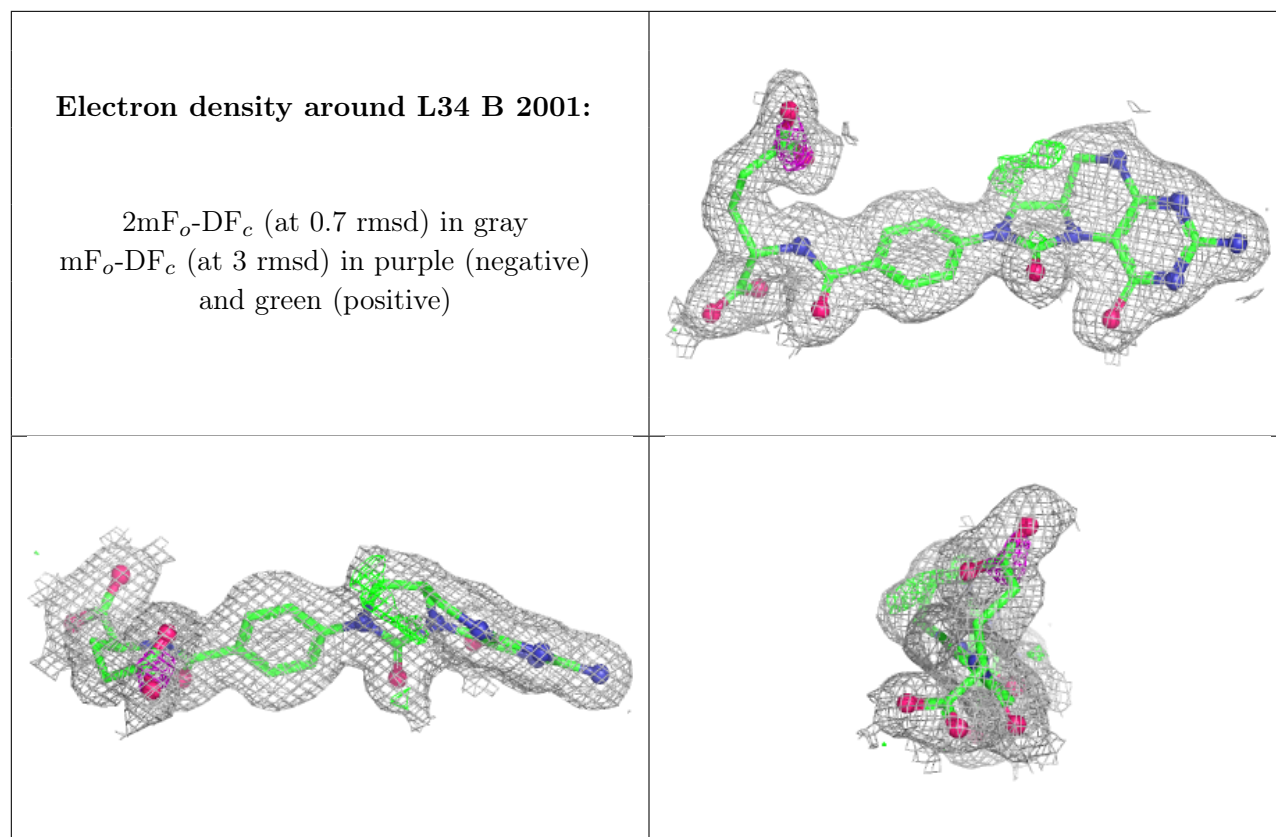 Electron density around L34 B 2001:
2mFo-DFc (at 0.7 rmsd) in gray
mFo-DFc (at 3 rmsd) in purple (negative)
and green (positive)